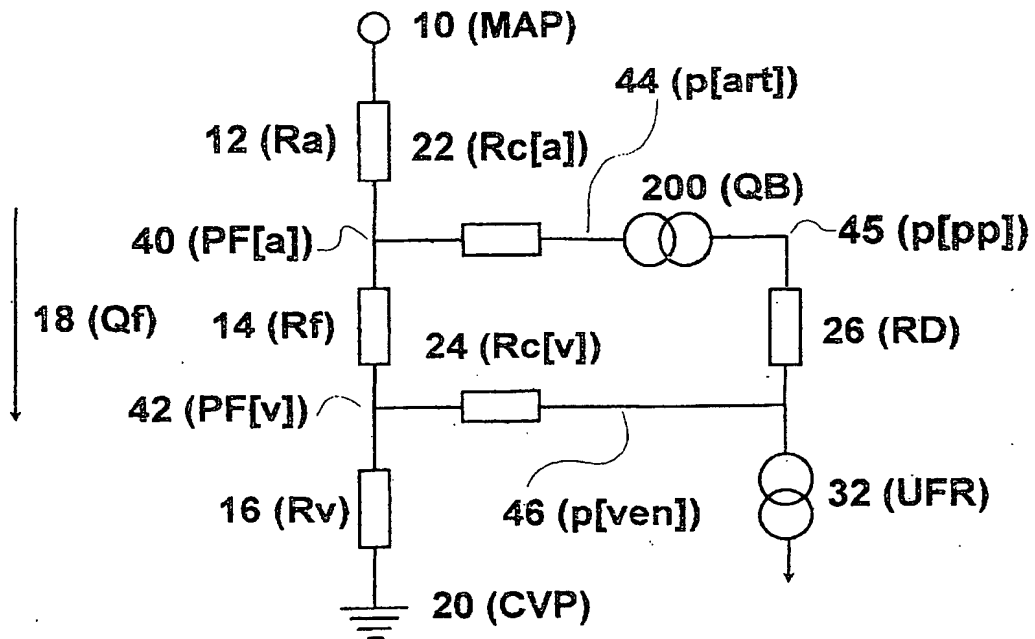 10 (MAP)
44 (p[art])
12 (Ra)
22 (Rc[a])
200 (QB)
40 (PF[a])
45 (p[pp])
18 (Qf)
14 (Rf)
24 (Rc[v])
26 (RD)
42 (PF[v])
16 (Rv)
46 (p[ven])
32 (UFR)
20 (CVP)